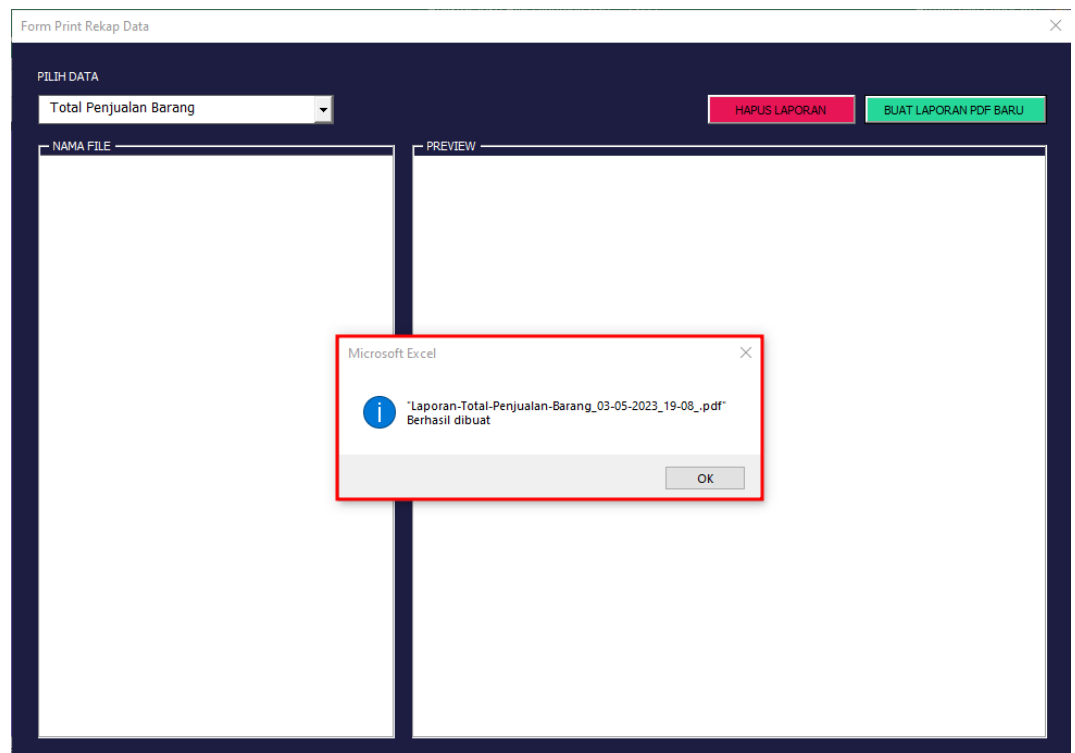 Form Print Rekap Data
PILIH DATA
Total Penjualan Barang
HAPUS LAPORAN
BUAT LAPORAN PDF BARU
NAMA FILE
PREVIEW
Microsoft Excel
"Laporan-Total-Penjualan-Barang_03-05-2023_19-08_.pdf"
Berhasil dibuat
OK